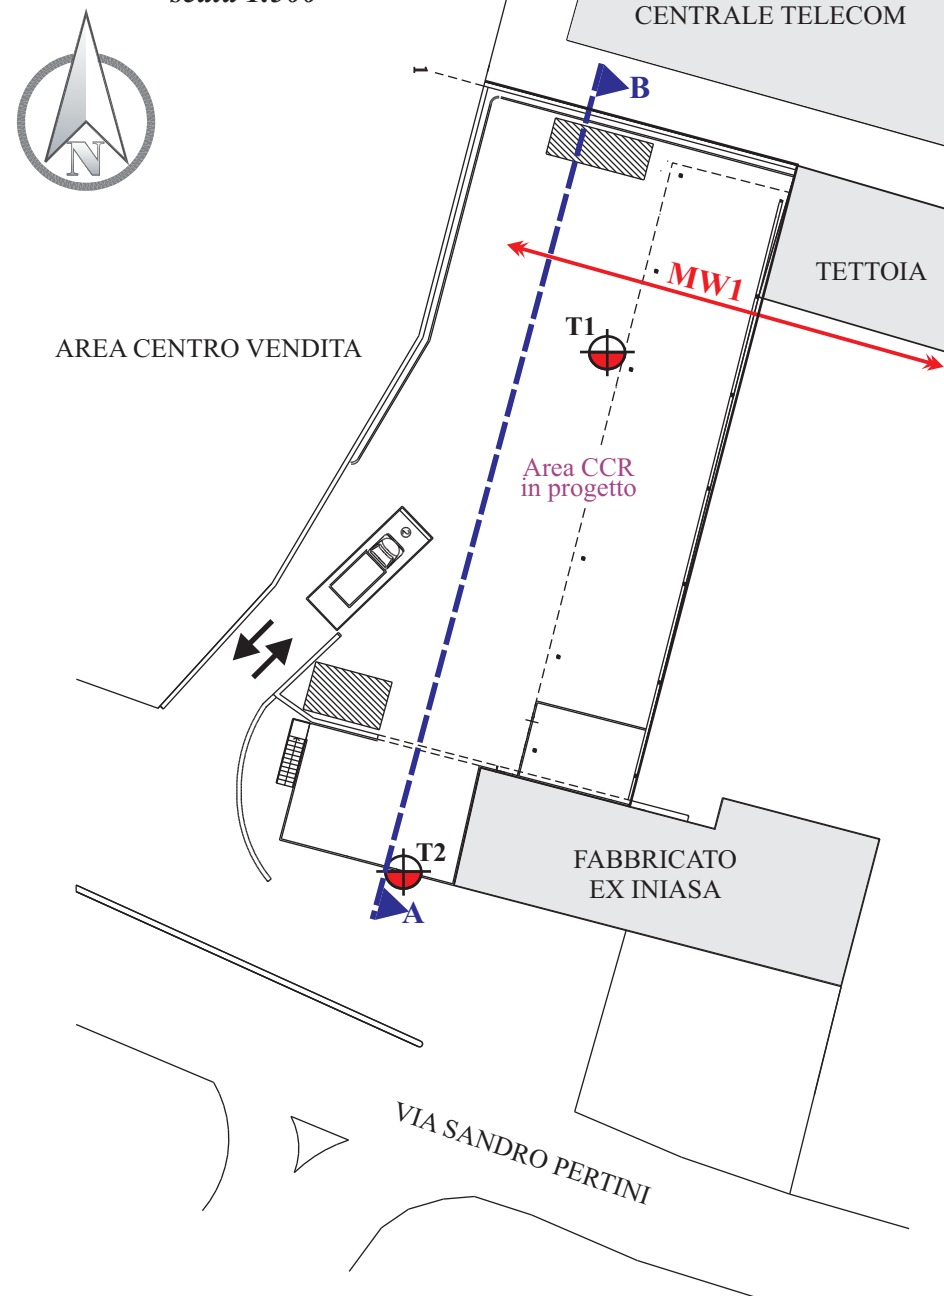 CENTRALE TELECOM
1
B
N
TETTOIA
MW1
T1
AREA CENTRO VENDITA
Area CCR
in progetto
T2
FABBRICATO
EX INIASA
A
VIA SANDRO PERTINI